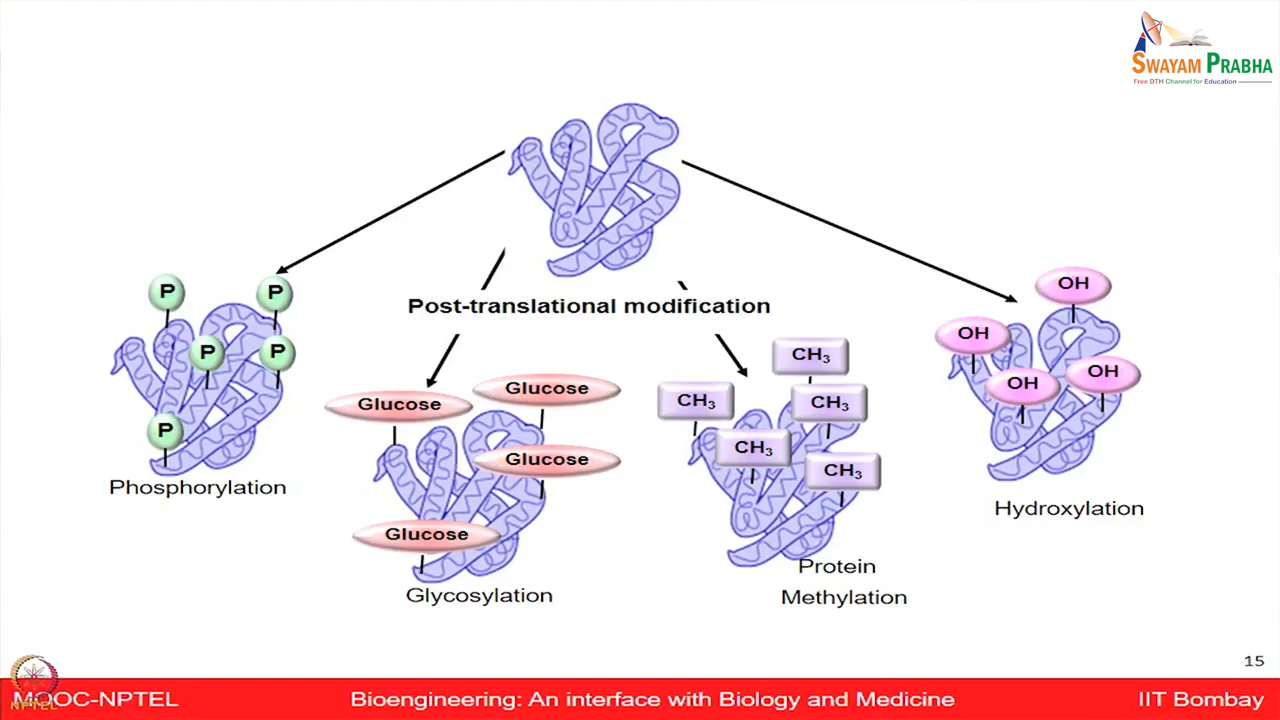 SWAYAM PRABHA
Free DTH Channel for Education
P
P
P
P
P
Phosphorylation
Post-translational modification
Glucose
Glucose
Glucose
Glucose
Glycosylation
CH₃
CH₃
CH₃
CH₃
CH₃
Protein
Methylation
OH
OH
OH
OH
Hydroxylation
15
MOOC-NPTEL
Bioengineering: An interface with Biology and Medicine
IIT Bombay
NPTEL